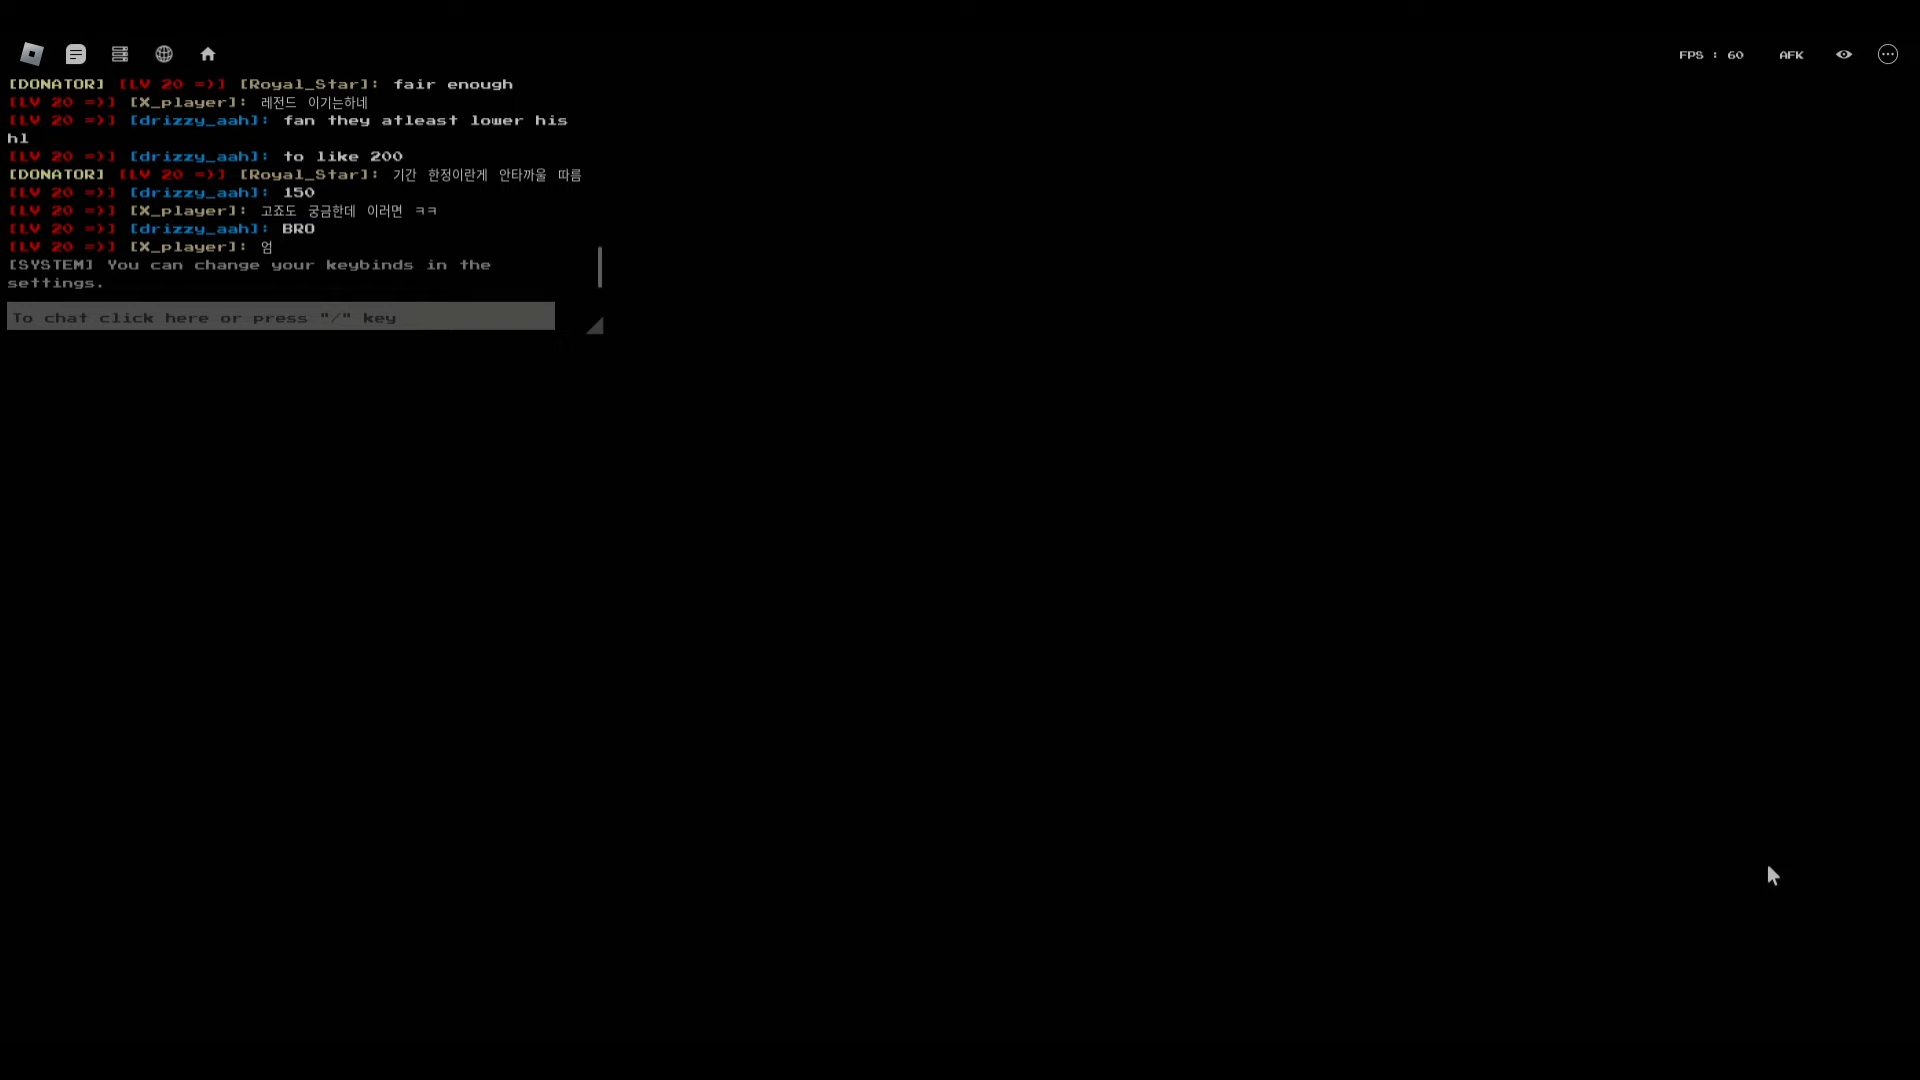 FPS : 60 AFK
[DONATOR] [LV 20 =)] [Royal_Star]: fair enough
[LV 20 =)] [X_player]: 레전드 이기는하네
[LV 20 =)] [drizzy_aah]: fan they atleast lower his
hl
[LV 20 =)] [drizzy_aah]: to like 200
[DONATOR] [LV 20 =)] [Royal_Star]: 기간 한정이란게 안타까울 따름
[LV 20 =)] [drizzy_aah]: 150
[LV 20 =)] [X_player]: 고죠도 궁금한데 이러면 ㅋㅋ
[LV 20 =)] [drizzy_aah]: BRO
[LV 20 =)] [X_player]: 엄
[SYSTEM] You can change your keybinds in the
settings.
To chat click here or press "/" key